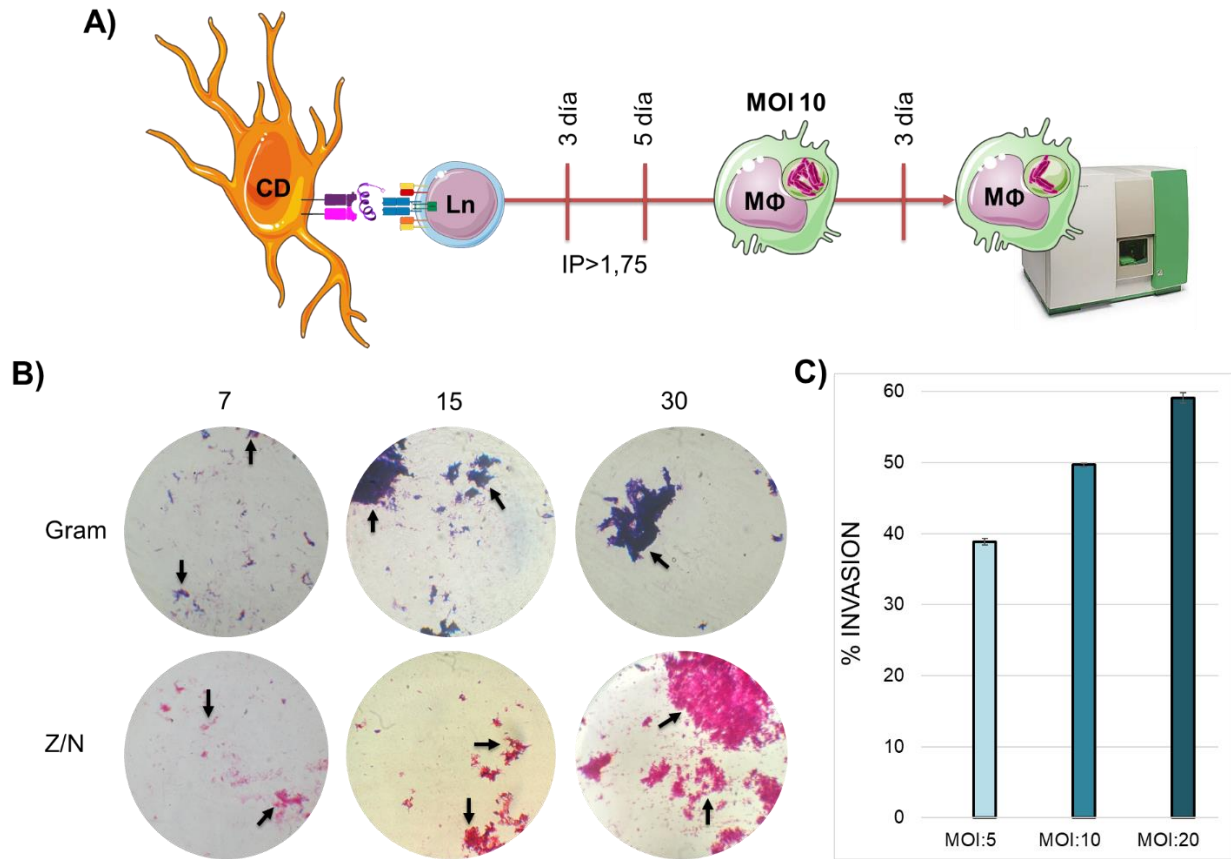 A)
CD
Ln
3 día
5 día
IP>1,75
MOI 10
MΦ
3 día
MΦ
B)
7
15
30
Gram
Z/N
C)
% INVASION
60
50
40
30
20
10
0
MOI:5
MOI:10
MOI:20